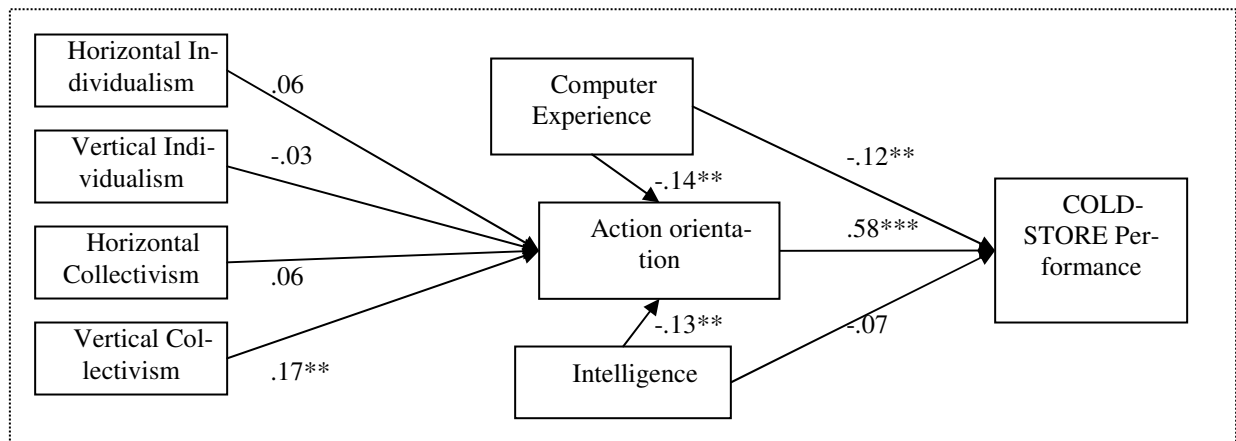 Horizontal In-
dividualism
.06
Vertical Indi-
vidualism
-.03
Horizontal
Collectivism
.06
Vertical Col-
lectivism
.17**
Computer
Experience
-.14**
-.12**
Action orienta-
tion
.58***
-.13**
-.07
Intelligence
COLD-
STORE Per-
formance